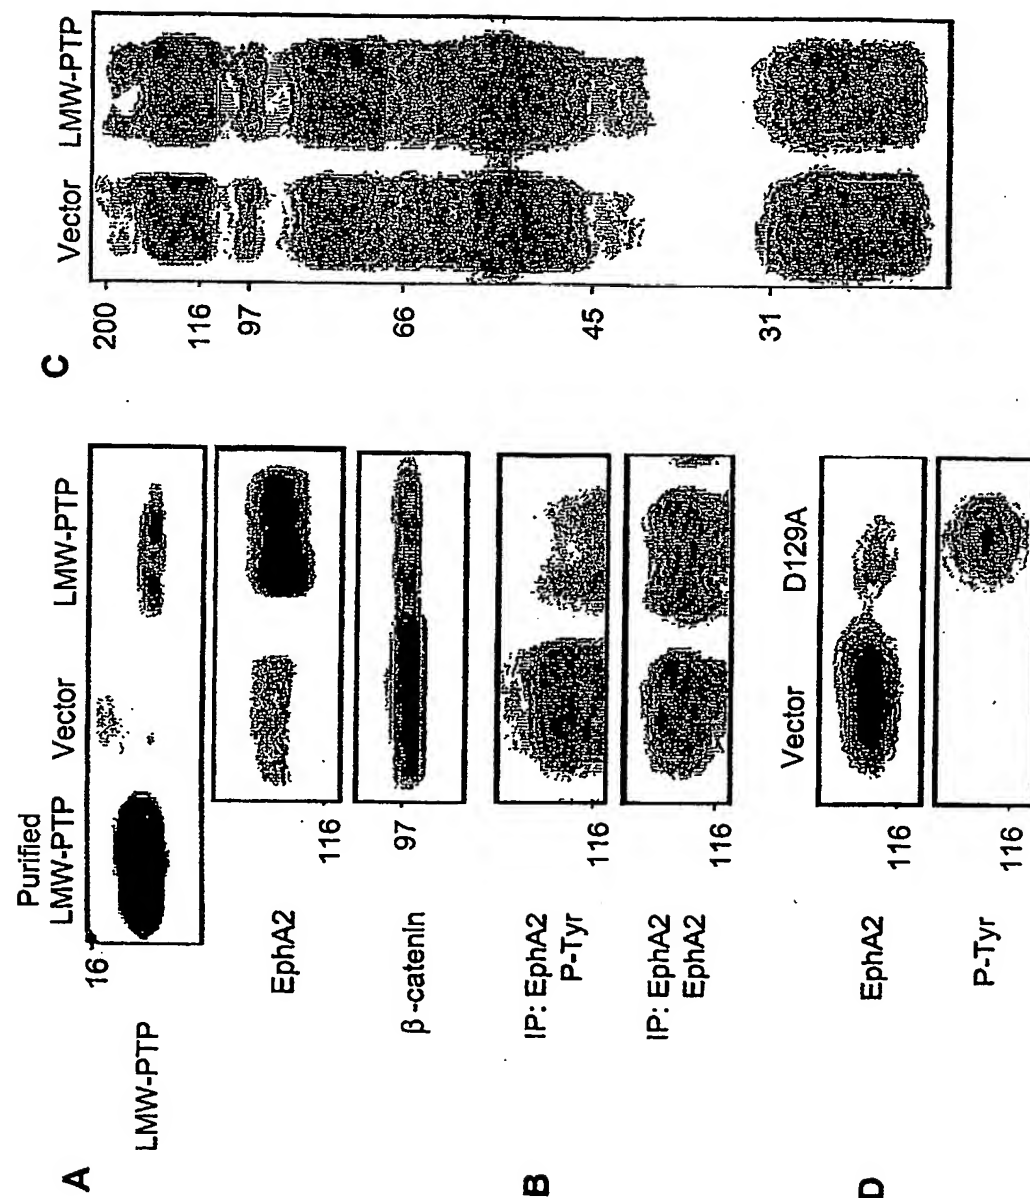 A
Purified
LMW-PTP
Vector
LMW-PTP
16
LMW-PTP
EphA2
116
β-catenin
97
B
IP: EphA2
P-Tyr
116
IP: EphA2
EphA2
116
C
Vector
LMW-PTP
200
116
97
66
45
31
D
Vector
D129A
EphA2
116
P-Tyr
116